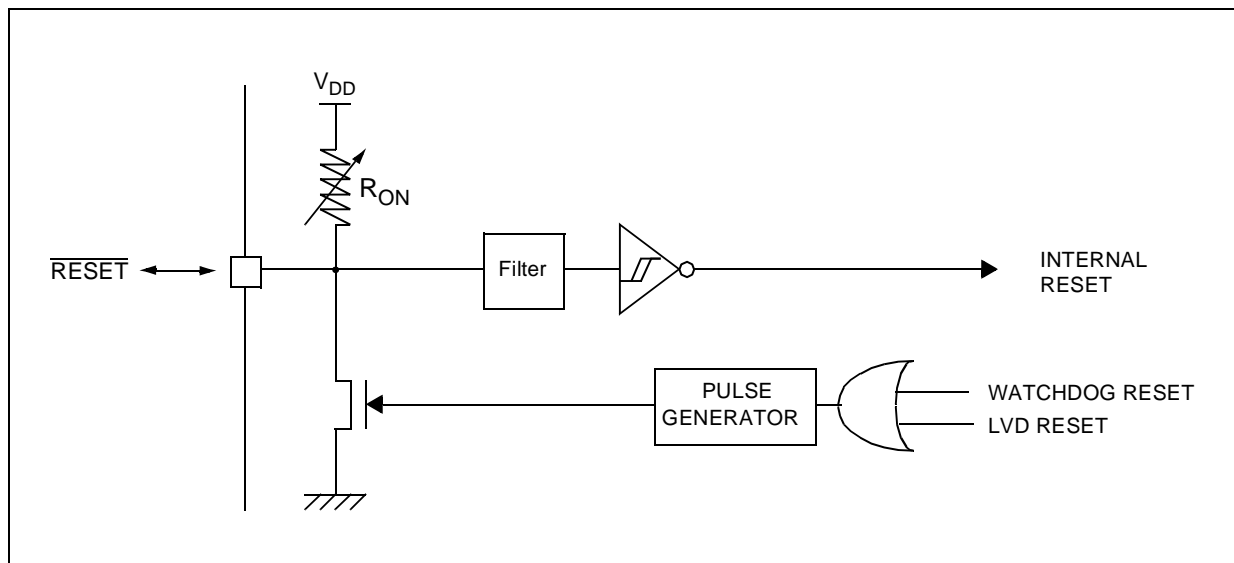 VDD
RON
RESET
Filter
INTERNAL
RESET
PULSE
GENERATOR
WATCHDOG RESET
LVD RESET